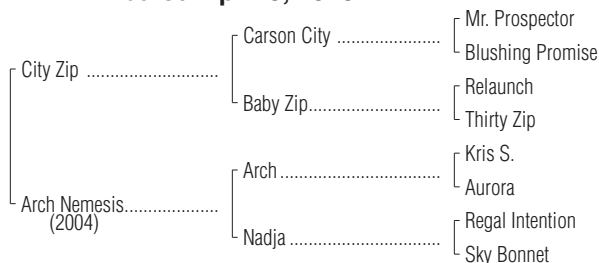 Mr. Prospector
Carson City ........................
Blushing Promise
City Zip ...............................
Relaunch
Baby Zip..............................
Thirty Zip
Kris S.
Arch.....................................
Aurora
Arch Nemesis......................
(2004)
Regal Intention
Nadja ..................................
Sky Bonnet